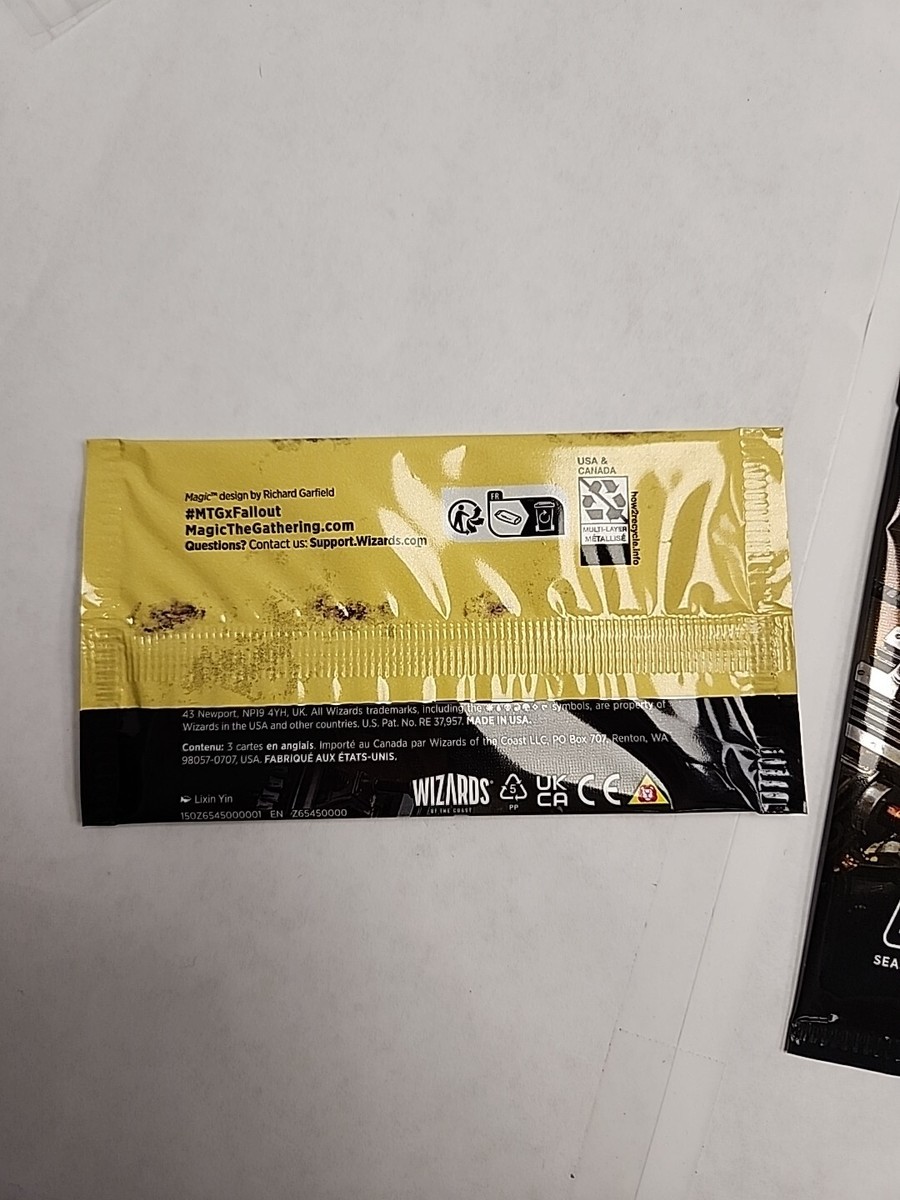 Magic™ design by Richard Garfield
#MTGxFallout
MagicTheGathering.com
Questions? Contact us: Support.Wizards.com
FR
USA &
CANADA
MULTI-LAYER
MÉTALLISÉ
how2recycle.info
43 Newport, NP19 4YH, UK. All Wizards trademarks, including the symbols, are property of
Wizards in the USA and other countries. U.S. Pat. No. RE 37,957. MADE IN USA.
Contenu: 3 cartes en anglais. Importé au Canada par Wizards of the Coast LLC, PO Box 707, Renton, WA
98057-0707, USA. FABRIQUÉ AUX ÉTATS-UNIS.
Lixin Yin
150Z6545000001 EN Z65450000
WIZARDS®
OF THE COAST
5
PP
UK
CA
CE
SEA